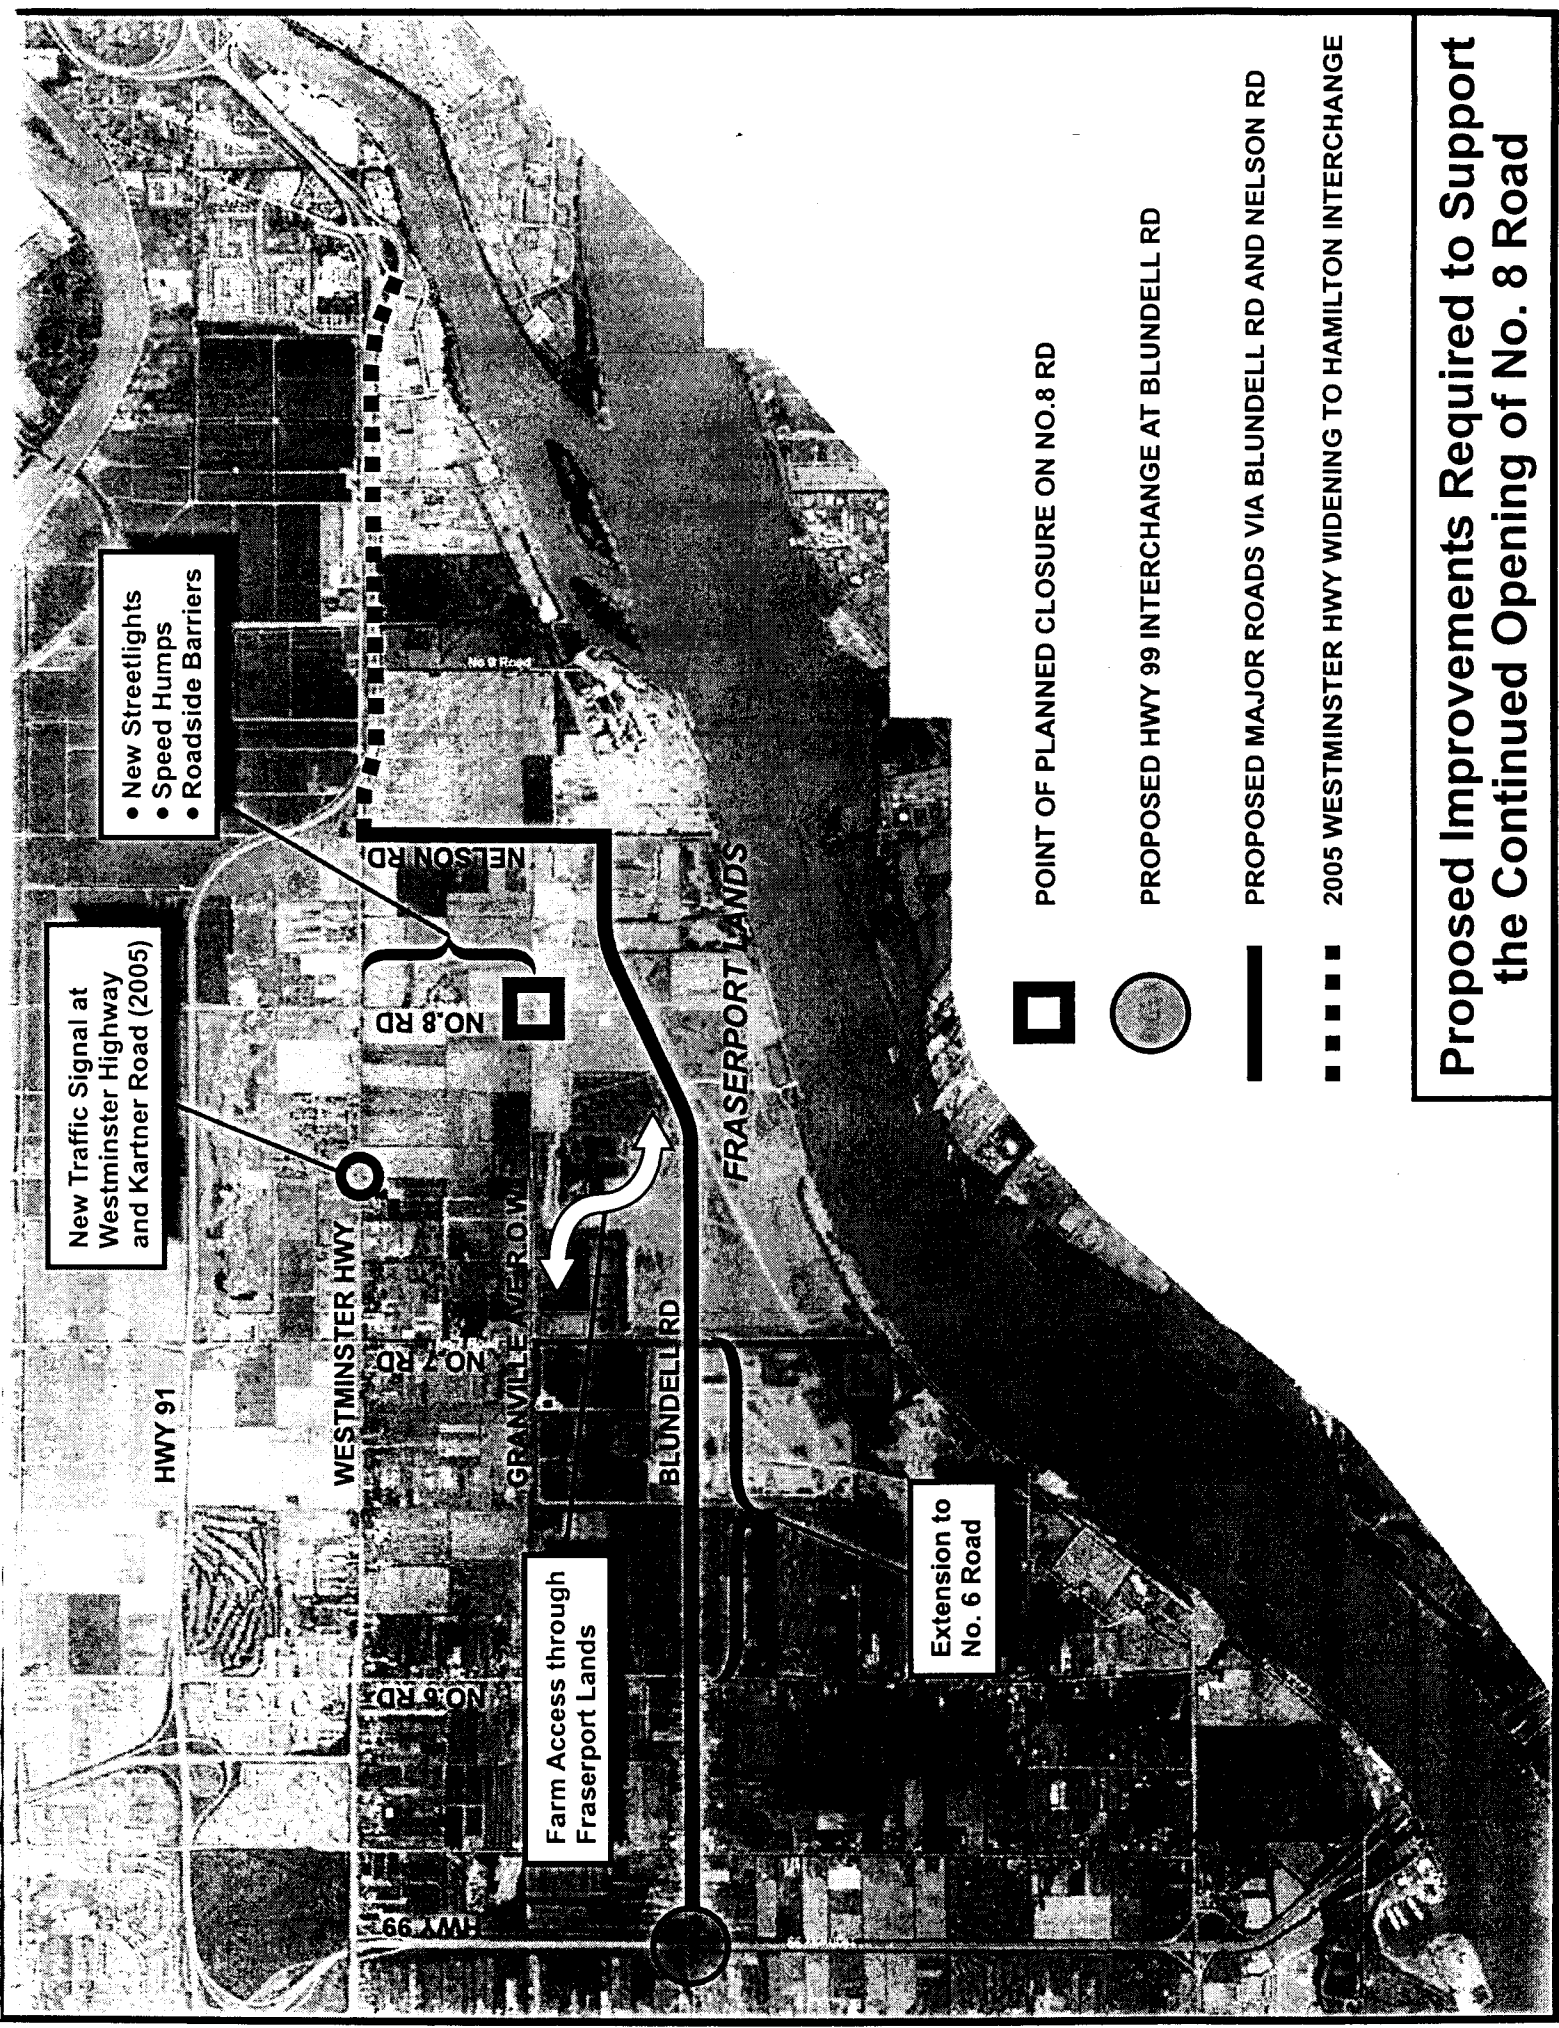 New Traffic Signal at
Westminster Highway
and Kartner Road (2005)
• New Streetlights
• Speed Humps
• Roadside Barriers
HWY 91
WESTMINSTER HWY
NO.6 RD
NO.7 RD
NO.8 RD
NELSON RD
No 9 Road
GRANVILLE AVE R.O.W.
HWY 99
BLUNDELL RD
FRASERPORT LANDS
Farm Access through
Fraserport Lands
Extension to
No. 6 Road
POINT OF PLANNED CLOSURE ON NO.8 RD
PROPOSED HWY 99 INTERCHANGE AT BLUNDELL RD
PROPOSED MAJOR ROADS VIA BLUNDELL RD AND NELSON RD
2005 WESTMINSTER HWY WIDENING TO HAMILTON INTERCHANGE
Proposed Improvements Required to Support
the Continued Opening of No. 8 Road